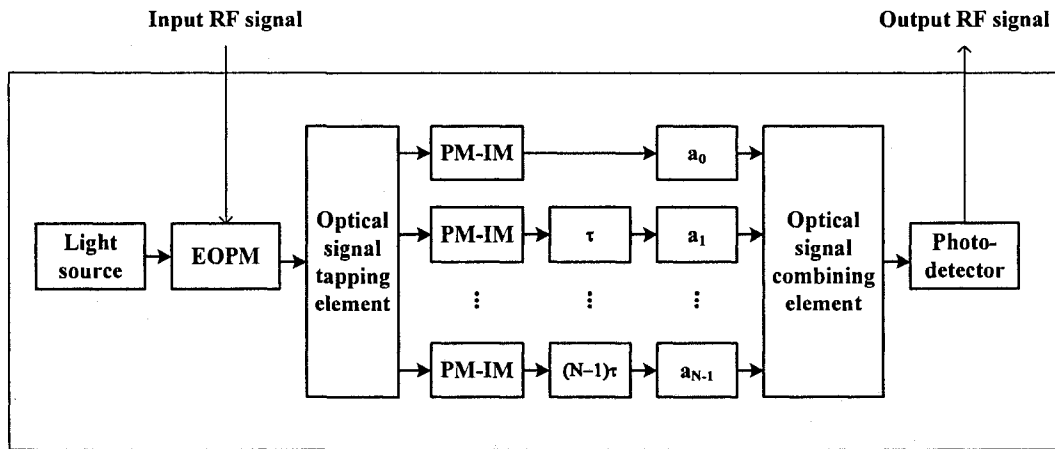 Input RF signal
Output RF signal
Light
source
EOPM
Optical
signal
tapping
element
PM-IM
a₀
PM-IM
τ
a₁
⋮
⋮
⋮
PM-IM
(N–1)τ
a_{N-1}
Optical
signal
combining
element
Photo-
detector